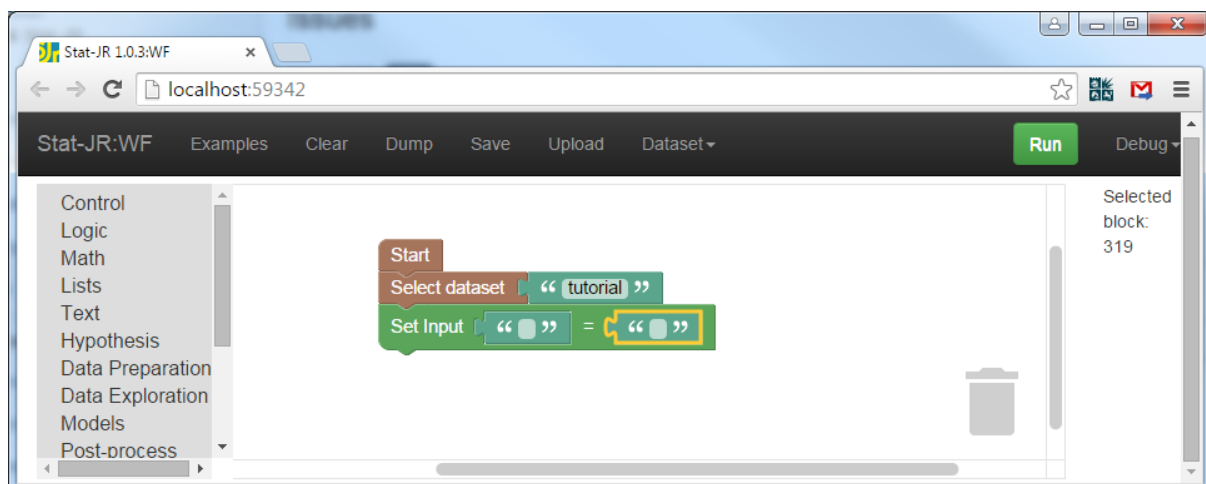 Issues
Stat-JR 1.0.3:WF
localhost:59342
Stat-JR:WF Examples Clear Dump Save Upload Dataset Run Debug
Control
Logic
Math
Lists
Text
Hypothesis
Data Preparation
Data Exploration
Models
Post-process
Start
Select dataset “ tutorial ”
Set Input “ ” = “ ”
Selected
block:
319